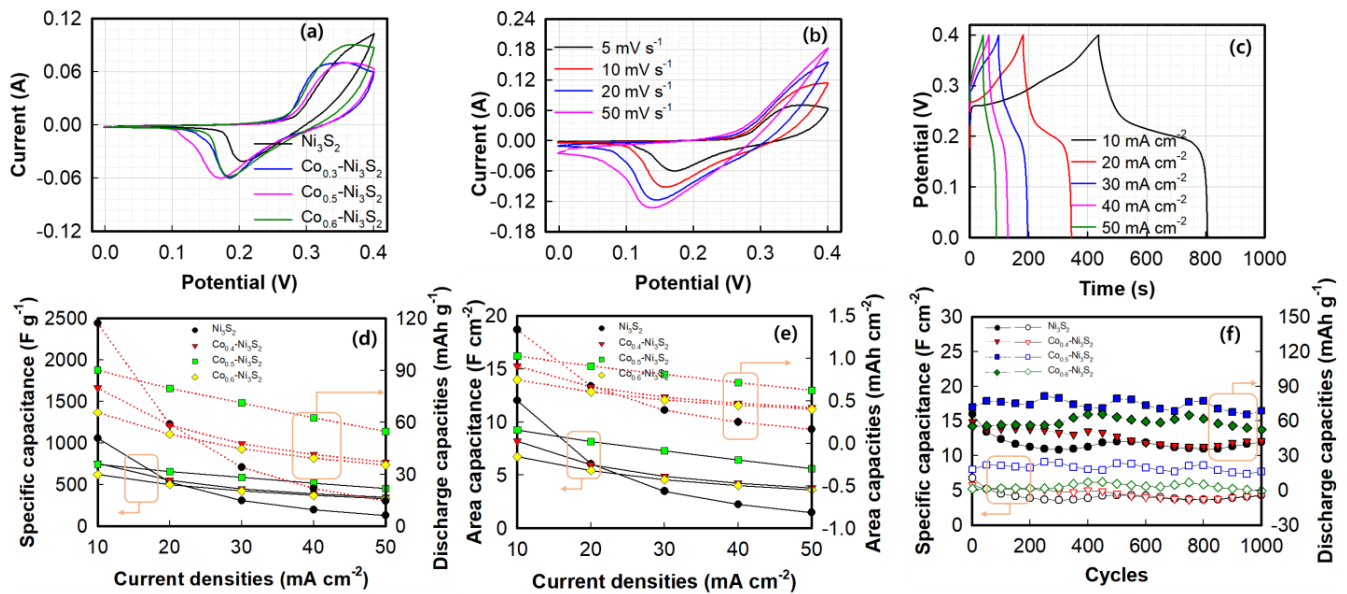 (a)
Current (A)
0.12
0.06
0.00
-0.06
-0.12
Ni3S2
Co0.3-Ni3S2
Co0.5-Ni3S2
Co0.6-Ni3S2
0.0 0.1 0.2 0.3 0.4
Potential (V)
(b)
Current (A)
0.24
0.18
0.12
0.06
0.00
-0.06
-0.12
-0.18
5 mV s-1
10 mV s-1
20 mV s-1
50 mV s-1
0.0 0.1 0.2 0.3 0.4
Potential (V)
(c)
Potential (V)
0.4
0.3
0.2
0.1
0.0
10 mA cm-2
20 mA cm-2
30 mA cm-2
40 mA cm-2
50 mA cm-2
0 200 400 600 800 1000
Time (s)
(d)
Specific capacitance (F g-1)
2500
2000
1500
1000
500
0
Ni3S2
Co0.4-Ni3S2
Co0.5-Ni3S2
Co0.6-Ni3S2
120
90
60
30
0
Discharge capacities (mAh g-1)
10 20 30 40 50
Current densities (mA cm-2)
(e)
Area capacitance (F cm-2)
20
15
10
5
0
Ni3S2
Co0.4-Ni3S2
Co0.5-Ni3S2
Co0.6-Ni3S2
1.5
1.0
0.5
0.0
-0.5
-1.0
Area capacities (mAh cm-2)
10 20 30 40 50
Current densities (mA cm-2)
(f)
Specific capacitance (F cm-2)
30
25
20
15
10
5
0
Ni3S2
Co0.4-Ni3S2
Co0.5-Ni3S2
Co0.6-Ni3S2
150
120
90
60
30
0
-30
Discharge capacities (mAh g-1)
0 200 400 600 800 1000
Cycles